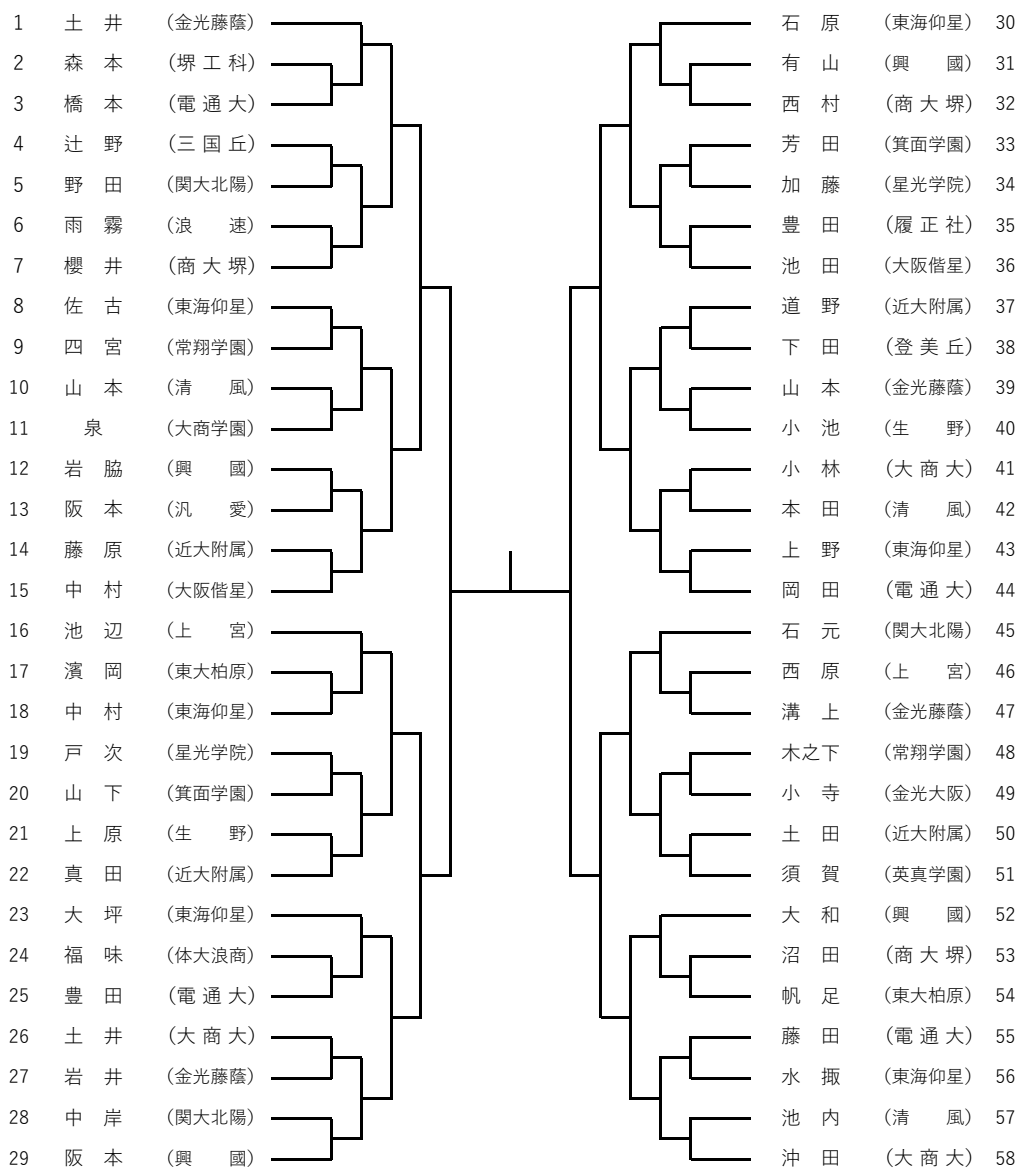 1 土井 (金光藤蔭)
2 森本 (堺工科)
3 橋本 (電通大)
4 辻野 (三国丘)
5 野田 (関大北陽)
6 雨霧 (浪速)
7 櫻井 (商大堺)
8 佐古 (東海仰星)
9 四宮 (常翔学園)
10 山本 (清風)
11 泉 (大商学園)
12 岩脇 (興國)
13 阪本 (汎愛)
14 藤原 (近大附属)
15 中村 (大阪偕星)
16 池辺 (上宮)
17 濱岡 (東大柏原)
18 中村 (東海仰星)
19 戸次 (星光学院)
20 山下 (箕面学園)
21 上原 (生野)
22 真田 (近大附属)
23 大坪 (東海仰星)
24 福味 (体大浪商)
25 豊田 (電通大)
26 土井 (大商大)
27 岩井 (金光藤蔭)
28 中岸 (関大北陽)
29 阪本 (興國)
石原 (東海仰星) 30
有山 (興國) 31
西村 (商大堺) 32
芳田 (箕面学園) 33
加藤 (星光学院) 34
豊田 (履正社) 35
池田 (大阪偕星) 36
道野 (近大附属) 37
下田 (登美丘) 38
山本 (金光藤蔭) 39
小池 (生野) 40
小林 (大商大) 41
本田 (清風) 42
上野 (東海仰星) 43
岡田 (電通大) 44
石元 (関大北陽) 45
西原 (上宮) 46
溝上 (金光藤蔭) 47
木之下 (常翔学園) 48
小寺 (金光大阪) 49
土田 (近大附属) 50
須賀 (英真学園) 51
大和 (興國) 52
沼田 (商大堺) 53
帆足 (東大柏原) 54
藤田 (電通大) 55
水掫 (東海仰星) 56
池内 (清風) 57
沖田 (大商大) 58